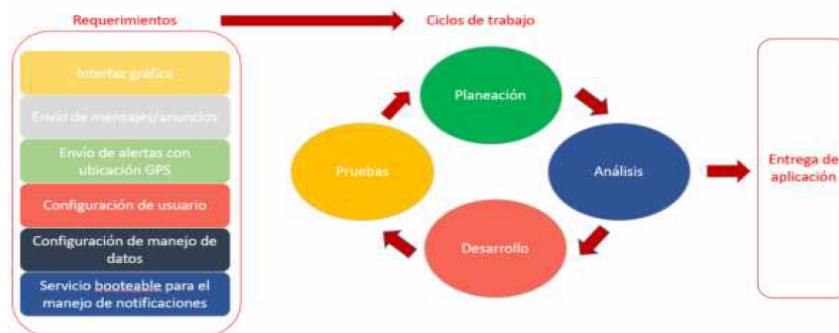 Requerimientos
Ciclos de trabajo
Interfaz gráfica
Envío de mensajes/anuncios
Envío de alertas con
ubicación GPS
Configuración de usuario
Configuración de manejo de
datos
Servicio booteable para el
manejo de notificaciones
Planeación
Análisis
Desarrollo
Pruebas
Entrega de
aplicación